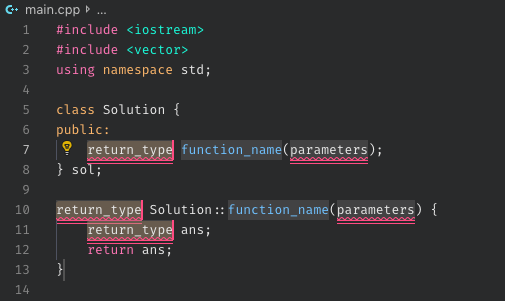 main.cpp > ...
1 #include <iostream>
2 #include <vector>
3 using namespace std;
4
5 class Solution {
6 public:
7 return_type function_name(parameters);
8 } sol;
9
10 return_type Solution::function_name(parameters) {
11 return_type ans;
12 return ans;
13 }
14